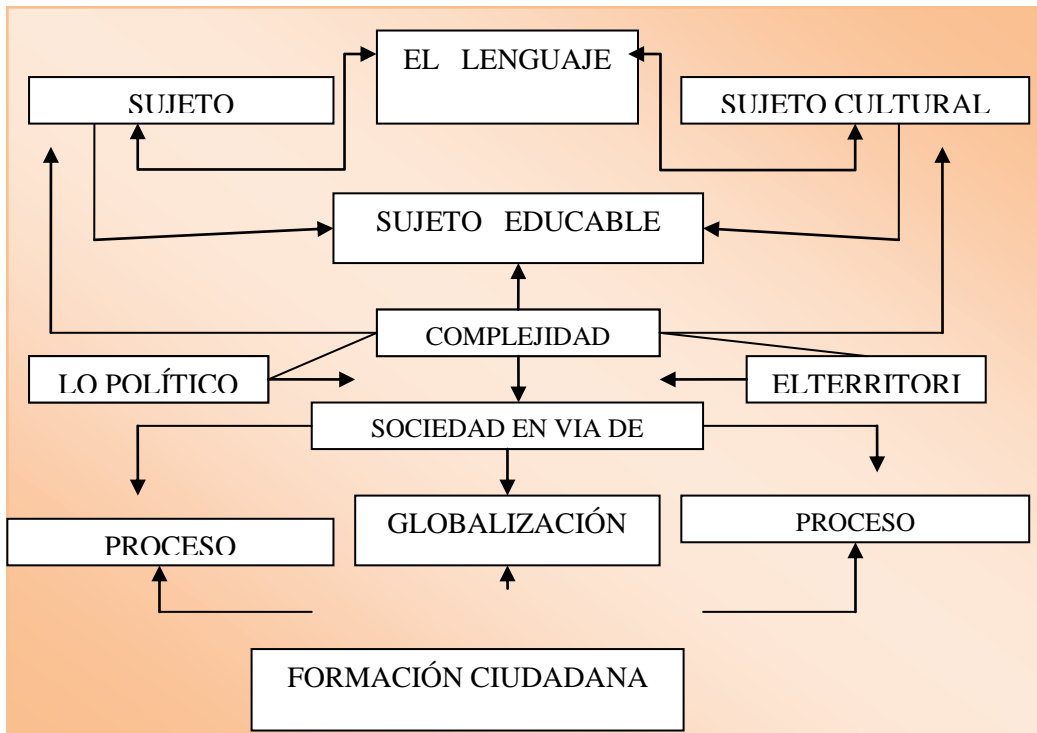 EL LENGUAJE
SUJETO
SUJETO CULTURAL
SUJETO EDUCABLE
COMPLEJIDAD
LO POLÍTICO
ELTERRITORI
SOCIEDAD EN VIA DE
GLOBALIZACIÓN
PROCESO
PROCESO
FORMACIÓN CIUDADANA